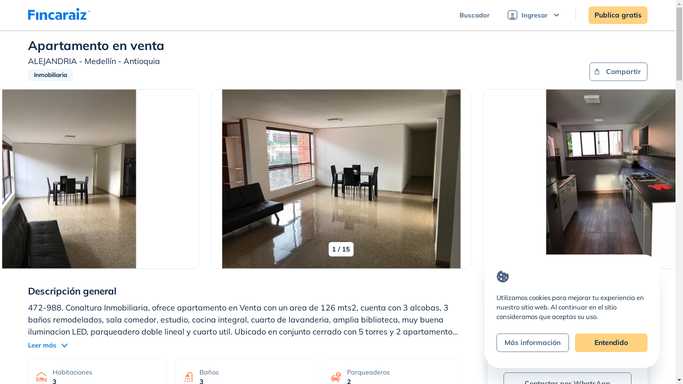 Fincaraiz
Buscador
Ingresar
Publica gratis
Apartamento en venta
ALEJANDRIA - Medellín - Antioquia
Inmobiliaria
Compartir
1 / 15
Descripción general
472-988. Conaltura Inmobiliaria, ofrece apartamento en Venta con un area de 126 mts2, cuenta con 3 alcobas, 3
baños remodelados, sala comedor, estudio, cocina integral, cuarto de lavanderia, amplia biblioteca, muy buena
iluminacion LED, parqueadero doble lineal y cuarto util. Ubicado en conjunto cerrado con 5 torres y 2 apartamento...
Leer más
Habitaciones
3
Baños
3
Parqueaderos
2
Utilizamos cookies para mejorar tu experiencia en
nuestro sitio web. Al continuar en el sitio
consideramos que aceptas su uso.
Más información
Entendido
Contactar por WhatsApp